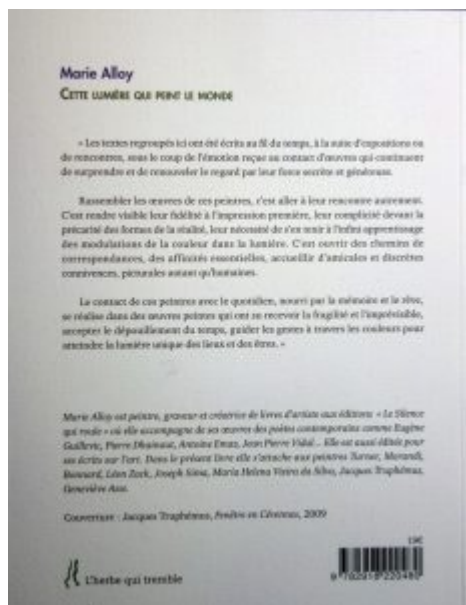 Marie Alloy
CETTE LUMIÈRE QUI PEINT LE MONDE
« Les textes regroupés ici ont été écrits au fil du temps, à la suite d'expositions ou
de rencontres, sous le coup de l'émotion reçue au contact d'œuvres qui continuent
de surprendre et de renouveler le regard par leur force secrète et généreuse.
Rassembler les œuvres de ces peintres, c'est aller à leur rencontre autrement.
C'est rendre visible leur fidélité à l'impression première, leur complicité devant la
précarité des formes de la réalité, leur nécessité de s'en tenir à l'infini apprentissage
des modulations de la couleur dans la lumière. C'est ouvrir des chemins de
correspondances, des affinités essentielles, accueillir d'amicales et discrètes
connivences, picturales autant qu'humaines.
Le contact de ces peintres avec le quotidien, nourri par la mémoire et le rêve,
se réalise dans des œuvres peintes qui ont su recevoir la fragilité et l'imprévisible,
accepter le dépouillement du temps, guider les gestes à travers les couleurs pour
atteindre la lumière unique des lieux et des êtres. »
Marie Alloy est peintre, graveur et créatrice de livres d'artiste aux éditions « Le Silence
qui roule » où elle accompagne de ses œuvres des poètes contemporains comme Eugène
Guillevic, Pierre Dhainaut, Antoine Emaz, Jean Pierre Vidal... Elle est aussi éditée pour
ses écrits sur l'art. Dans le présent livre elle s'attache aux peintres Turner, Morandi,
Bonnard, Léon Zack, Joseph Sima, Maria Helena Vieira da Silva, Jacques Truphémus,
Geneviève Asse.
Couverture : Jacques Truphémus, Fenêtre en Cévennes, 2009
19€
L'herbe qui tremble
9 782918 220480